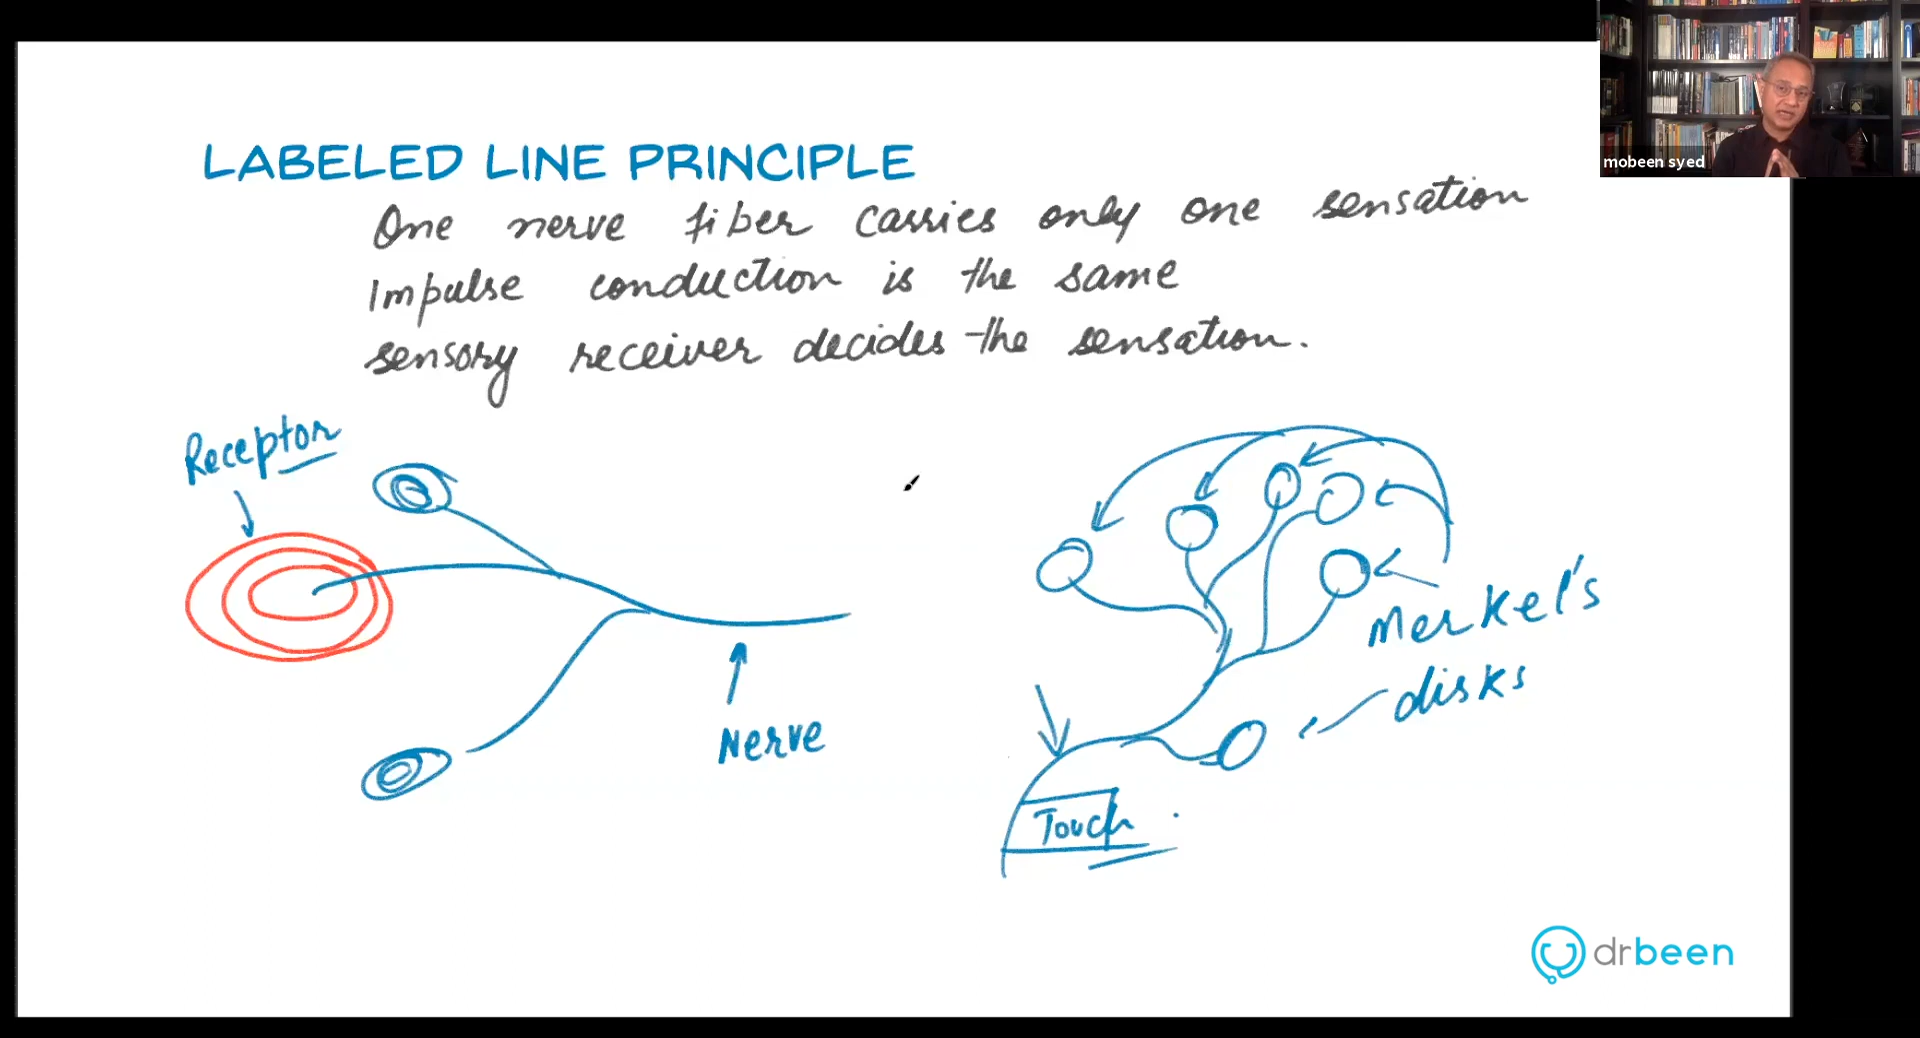 mobeen syed
LABELED LINE PRINCIPLE
One nerve fiber carries only one sensation
Impulse conduction is the same
sensory receiver decides the sensation.
Receptor
Nerve
Merkel's
disks
Touch
drbeen